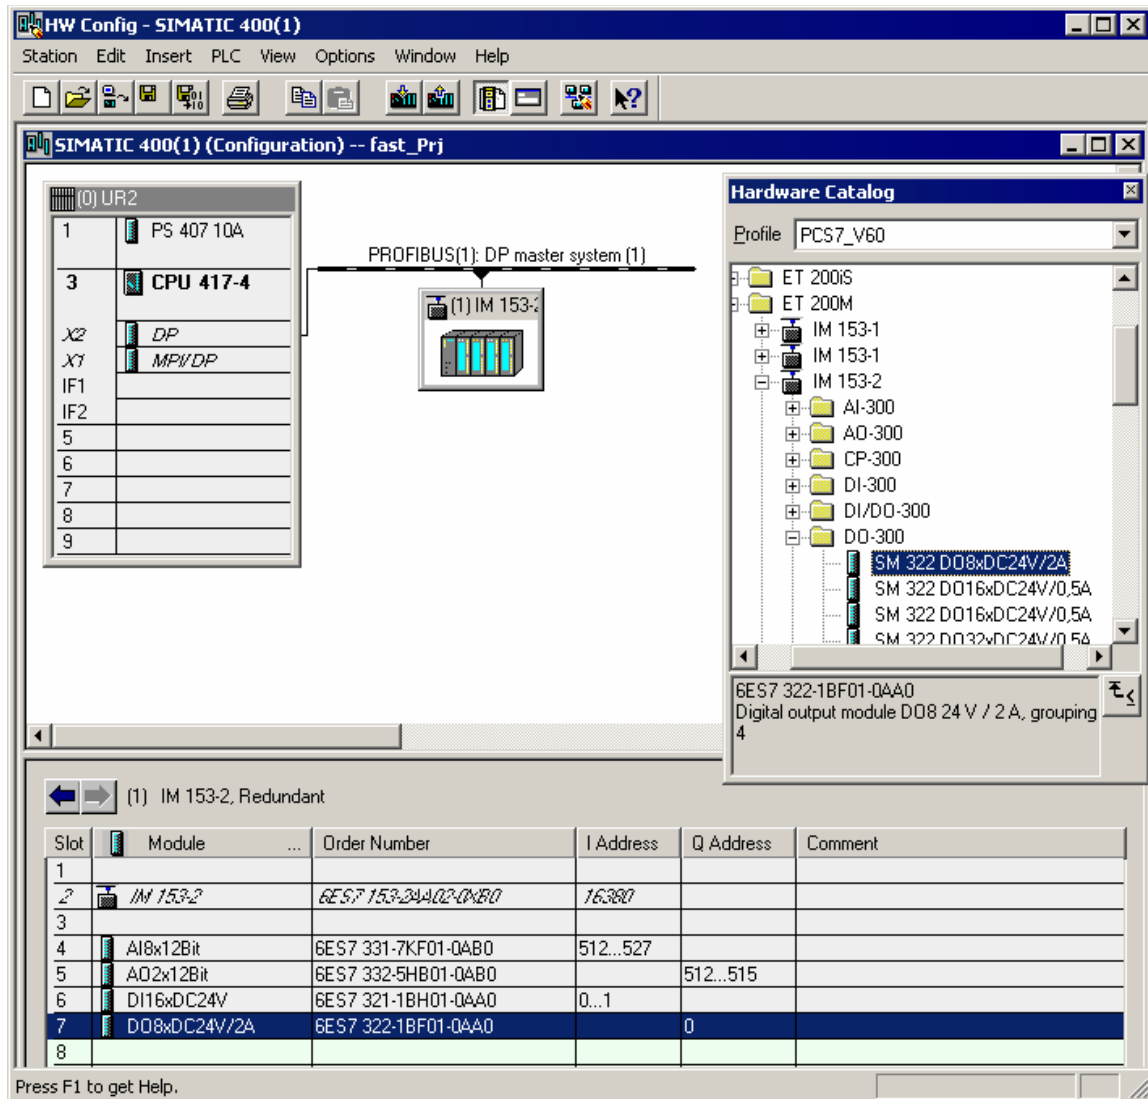 HW Config - SIMATIC 400(1)
Station Edit Insert PLC View Options Window Help
SIMATIC 400(1) (Configuration) -- fast_Prj
(0) UR2
1 PS 407 10A
3 CPU 417-4
X2 DP
X1 MPI/DP
IF1
IF2
5
6
7
8
9
PROFIBUS(1): DP master system (1)
(1) IM 153-2
Hardware Catalog
Profile PCS7_V60
ET 200iS
ET 200M
IM 153-1
IM 153-1
IM 153-2
AI-300
AO-300
CP-300
DI-300
DI/DO-300
DO-300
SM 322 DO8xDC24V/2A
SM 322 DO16xDC24V/0,5A
SM 322 DO16xDC24V/0,5A
SM 322 DO32xDC24V/0,5A
6ES7 322-1BF01-0AA0
Digital output module DO8 24 V / 2 A, grouping
4
(1) IM 153-2, Redundant
Slot Module ... Order Number I Address Q Address Comment
1
2 IM 153-2 6ES7 153-2AA02-0XB0 16380
3
4 AI8x12Bit 6ES7 331-7KF01-0AB0 512...527
5 AO2x12Bit 6ES7 332-5HB01-0AB0 512...515
6 DI16xDC24V 6ES7 321-1BH01-0AA0 0...1
7 DO8xDC24V/2A 6ES7 322-1BF01-0AA0 0
8
Press F1 to get Help.